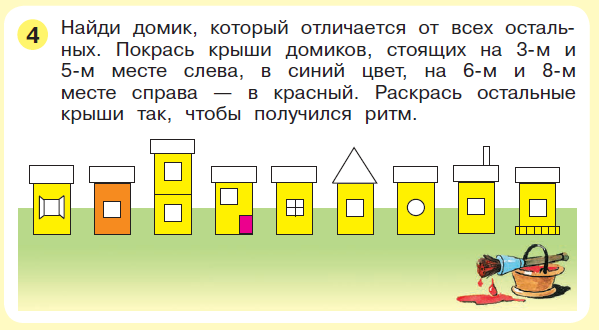 4
Найди домик, который отличается от всех осталь-
ных. Покрась крыши домиков, стоящих на 3-м и
5-м месте слева, в синий цвет, на 6-м и 8-м
месте справа — в красный. Раскрась остальные
крыши так, чтобы получился ритм.